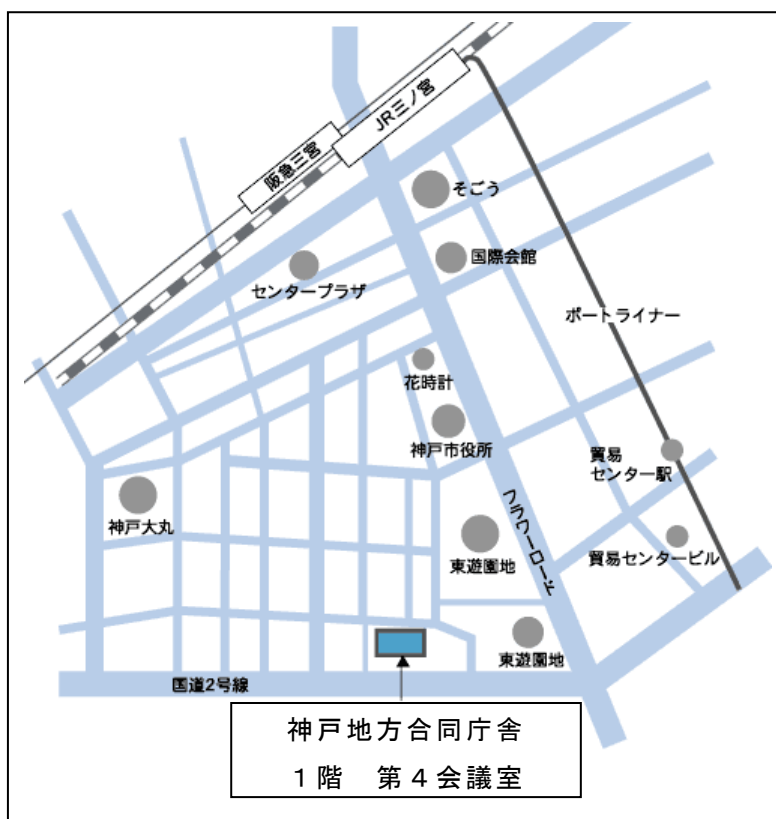 JR三ノ宮
阪急三宮
そごう
国際会館
センタープラザ
ポートライナー
花時計
神戸市役所
貿易
センター駅
神戸大丸
フラワーロード
東遊園地
貿易センタービル
東遊園地
国道2号線
神戸地方合同庁舎
１階　第４会議室